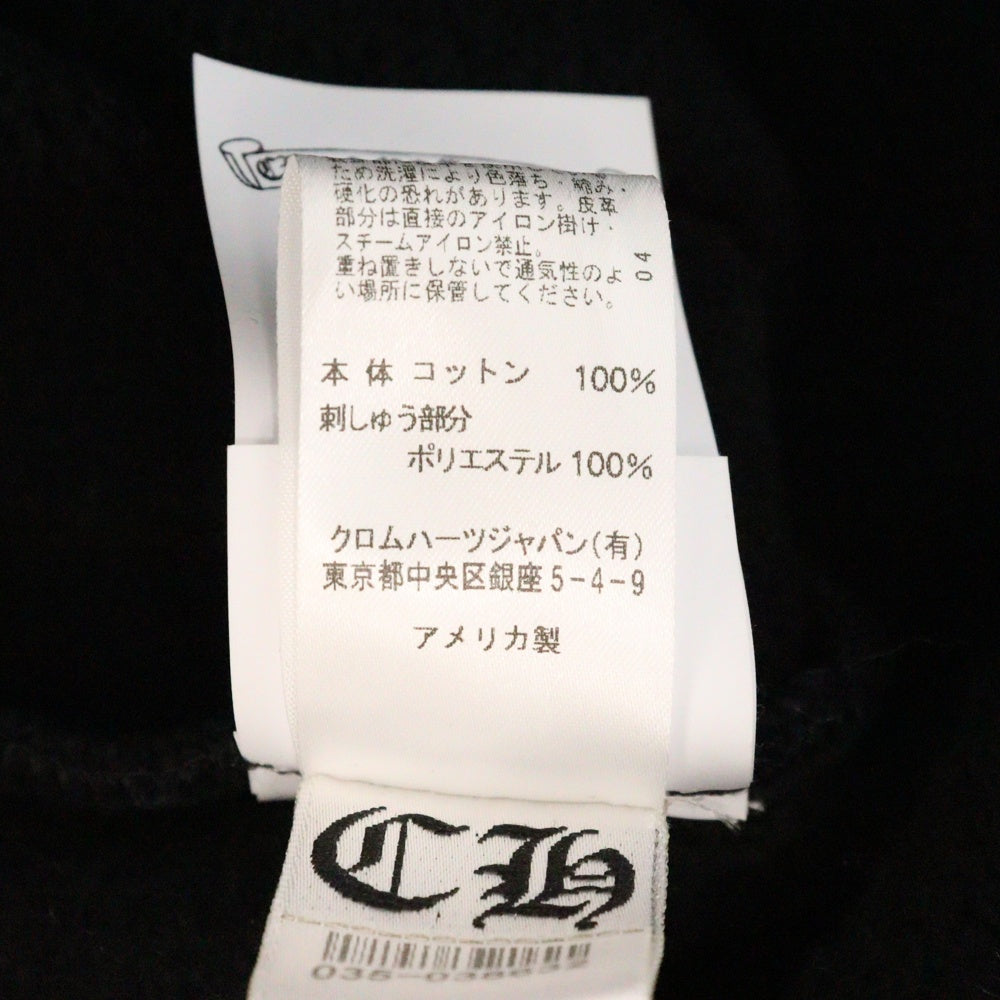 ため洗濯により色落ち・縮み・
硬化の恐れがあります。皮革
部分は直接のアイロン掛け・
スチームアイロン禁止。
重ね置きしないで通気性のよ
い場所に保管してください。
04
本体 コットン 100%
刺しゅう部分
ポリエステル 100%
クロムハーツジャパン(有)
東京都中央区銀座5-4-9
アメリカ製
CH